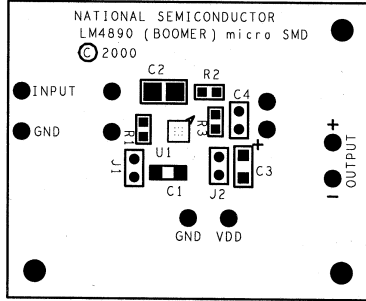 NATIONAL SEMICONDUCTOR
LM4890 (BOOMER) micro SMD
© 2000
C2
R2
INPUT
C4
GND
R1
R3
+
+
U1
OUTPUT
J1
C1
J2
C3
-
GND VDD